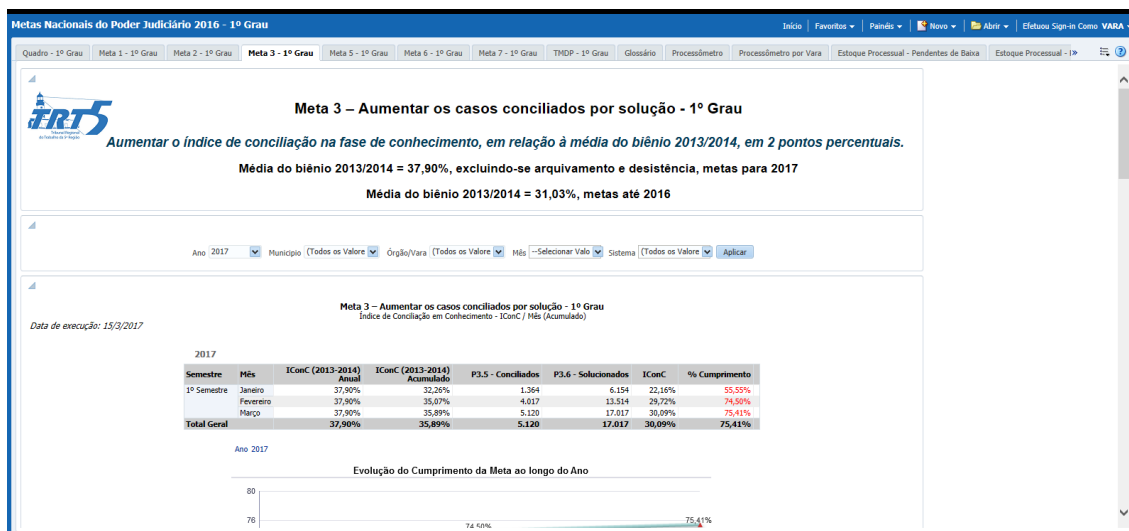 Metas Nacionais do Poder Judiciário 2016 - 1º Grau
Início Favoritos Painéis Novo Abrir Efetuou Sign-in Como VARA
Quadro - 1º Grau Meta 1 - 1º Grau Meta 2 - 1º Grau Meta 3 - 1º Grau Meta 5 - 1º Grau Meta 6 - 1º Grau Meta 7 - 1º Grau TMDP - 1º Grau Glossário Processômetro Processômetro por Vara Estoque Processual - Pendentes de Baixa Estoque Processual - I»
TRT5
Tribunal Regional
do Trabalho da 5ª Região
Meta 3 – Aumentar os casos conciliados por solução - 1º Grau
Aumentar o índice de conciliação na fase de conhecimento, em relação à média do biênio 2013/2014, em 2 pontos percentuais.
Média do biênio 2013/2014 = 37,90%, excluindo-se arquivamento e desistência, metas para 2017
Média do biênio 2013/2014 = 31,03%, metas até 2016
Ano 2017 Municipio (Todos os Valore Órgão/Vara (Todos os Valore Mês --Selecionar Valo Sistema (Todos os Valore Aplicar
Meta 3 – Aumentar os casos conciliados por solução - 1º Grau
Índice de Conciliação em Conhecimento - IConC / Mês (Acumulado)
Data de execução: 15/3/2017
2017
Semestre Mês IConC (2013-2014) Anual IConC (2013-2014) Acumulado P3.5 - Conciliados P3.6 - Solucionados IConC % Cumprimento
1º Semestre Janeiro 37,90% 32,26% 1.364 6.154 22,16% 55,55%
Fevereiro 37,90% 35,07% 4.017 13.514 29,72% 74,50%
Março 37,90% 35,89% 5.120 17.017 30,09% 75,41%
Total Geral 37,90% 35,89% 5.120 17.017 30,09% 75,41%
Ano 2017
Evolução do Cumprimento da Meta ao longo do Ano
80
76
74,50%
75,41%